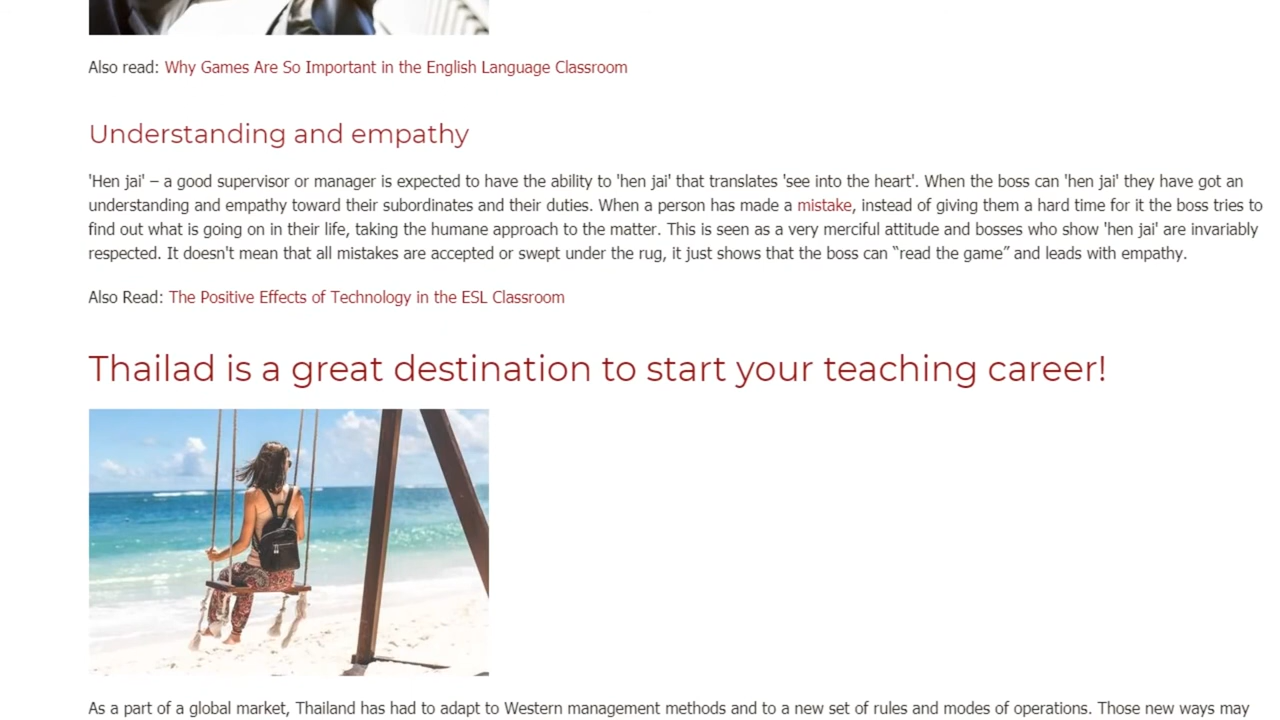 Also read: Why Games Are So Important in the English Language Classroom
Understanding and empathy
'Hen jai' – a good supervisor or manager is expected to have the ability to 'hen jai' that translates 'see into the heart'. When the boss can 'hen jai' they have got an
understanding and empathy toward their subordinates and their duties. When a person has made a mistake, instead of giving them a hard time for it the boss tries to
find out what is going on in their life, taking the humane approach to the matter. This is seen as a very merciful attitude and bosses who show 'hen jai' are invariably
respected. It doesn't mean that all mistakes are accepted or swept under the rug, it just shows that the boss can “read the game” and leads with empathy.
Also Read: The Positive Effects of Technology in the ESL Classroom
Thailad is a great destination to start your teaching career!
As a part of a global market, Thailand has had to adapt to Western management methods and to a new set of rules and modes of operations. Those new ways may